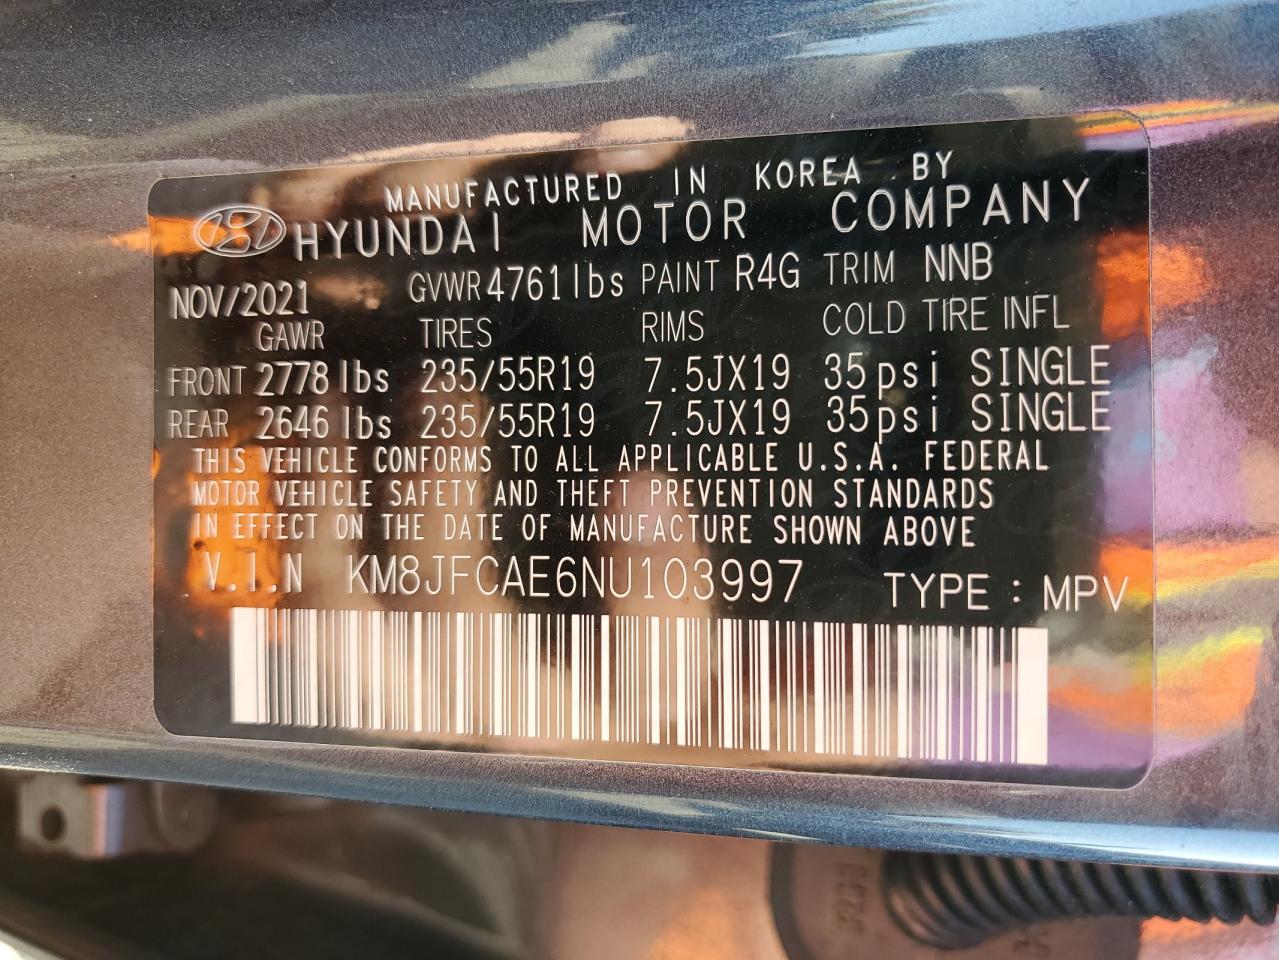 MANUFACTURED IN KOREA BY
HYUNDAI MOTOR COMPANY
NOV/2021 GVWR 4761lbs PAINT R4G TRIM NNB
GAWR TIRES RIMS COLD TIRE INFL
FRONT 2778 lbs 235/55R19 7.5JX19 35psi SINGLE
REAR 2646 lbs 235/55R19 7.5JX19 35psi SINGLE
THIS VEHICLE CONFORMS TO ALL APPLICABLE U.S.A. FEDERAL
MOTOR VEHICLE SAFETY AND THEFT PREVENTION STANDARDS
IN EFFECT ON THE DATE OF MANUFACTURE SHOWN ABOVE
V.I.N KM8JFCAE6NU103997 TYPE : MPV